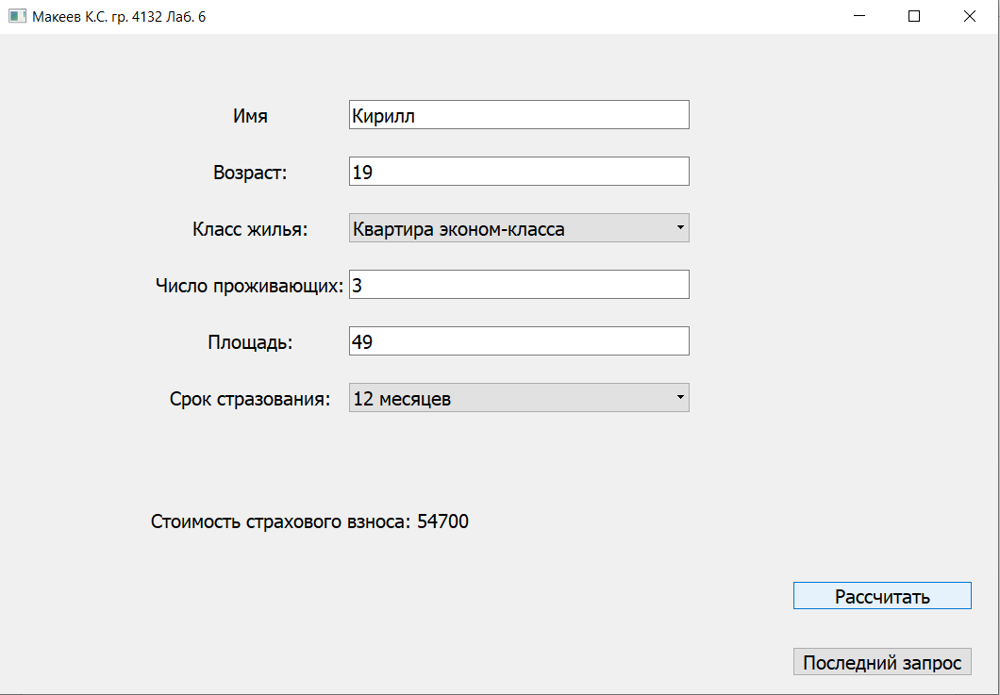 Макеев К.С. гр. 4132 Лаб. 6
Имя Кирилл
Возраст: 19
Класс жилья: Квартира эконом-класса
Число проживающих: 3
Площадь: 49
Срок стразования: 12 месяцев
Стоимость страхового взноса: 54700
Рассчитать
Последний запрос